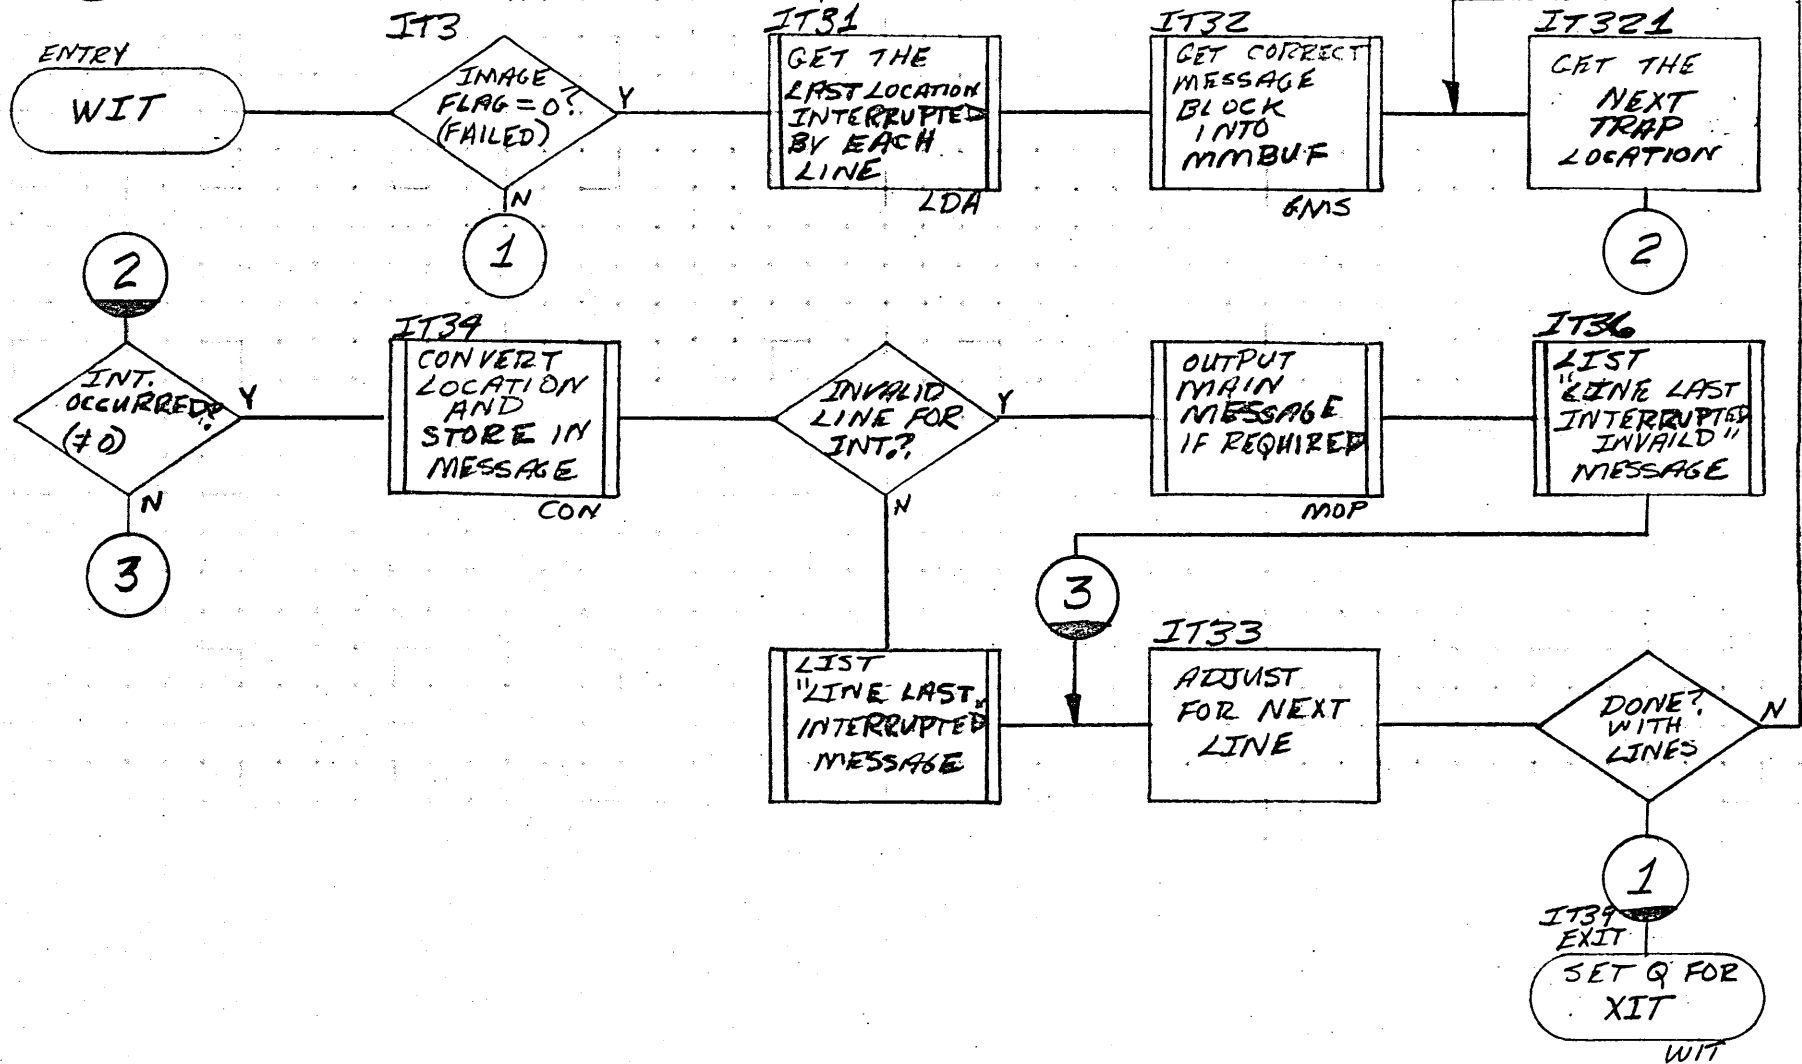 ENTRY
WIT
IT3
IMAGE
FLAG = 0?
(FAILED)
Y
N
1
IT31
GET THE
LAST LOCATION
INTERRUPTED
BY EACH
LINE
LDA
IT32
GET CORRECT
MESSAGE
BLOCK
INTO
MMBUF
GMS
IT321
GET THE
NEXT
TRAP
LOCATION
2
2
INT.
OCCURRED?
(≠0)
Y
N
3
IT34
CONVERT
LOCATION
AND
STORE IN
MESSAGE
CON
INVALID
LINE FOR
INT.?
Y
N
OUTPUT
MAIN
MESSAGE
IF REQUIRED
MOP
IT36
LIST
"LINE LAST
INTERRUPTED
INVAILD"
MESSAGE
LIST
"LINE LAST
INTERRUPTED"
MESSAGE
3
IT33
ADJUST
FOR NEXT
LINE
DONE?
WITH
LINES
N
1
IT39
EXIT
SET Q FOR
XIT
WIT